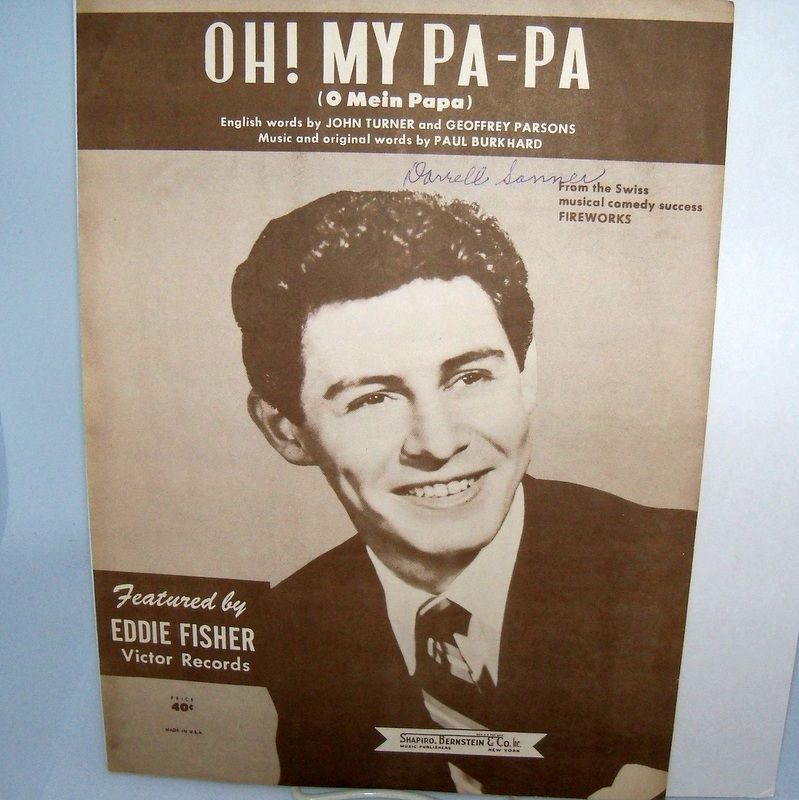 OH! MY PA-PA
(O Mein Papa)
English words by JOHN TURNER and GEOFFREY PARSONS
Music and original words by PAUL BURKHARD
Darrell Sanner
From the Swiss
musical comedy success
FIREWORKS
Featured by
EDDIE FISHER
Victor Records
PRICE
40¢
MADE IN U.S.A.
SHAPIRO, BERNSTEIN & CO. Inc.
MUSIC PUBLISHERS NEW YORK